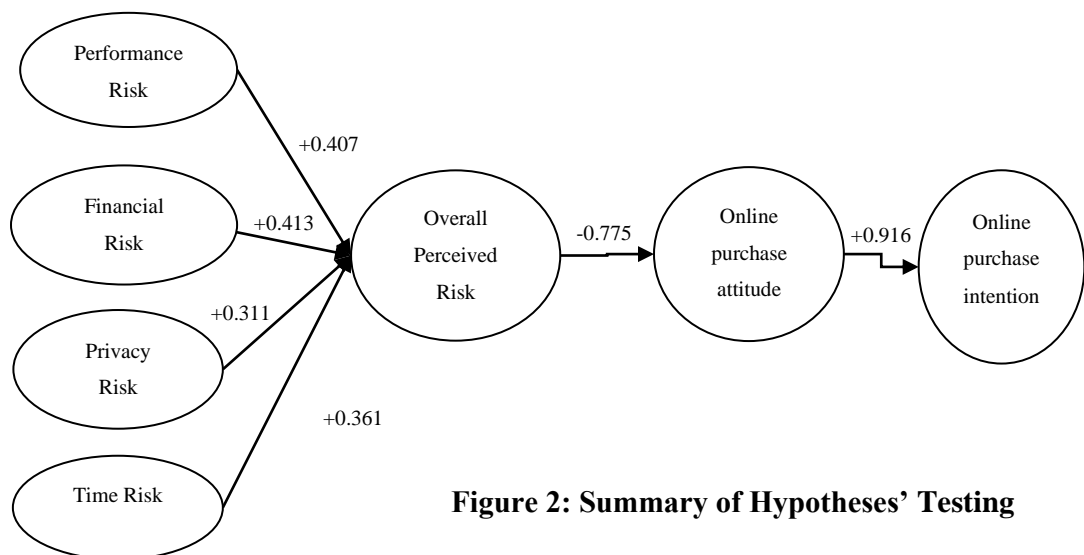 Performance
Risk
+0.407
Financial
Risk
+0.413
Privacy
Risk
+0.311
Time Risk
+0.361
Overall
Perceived
Risk
-0.775
Online
purchase
attitude
+0.916
Online
purchase
intention
Figure 2: Summary of Hypotheses’ Testing